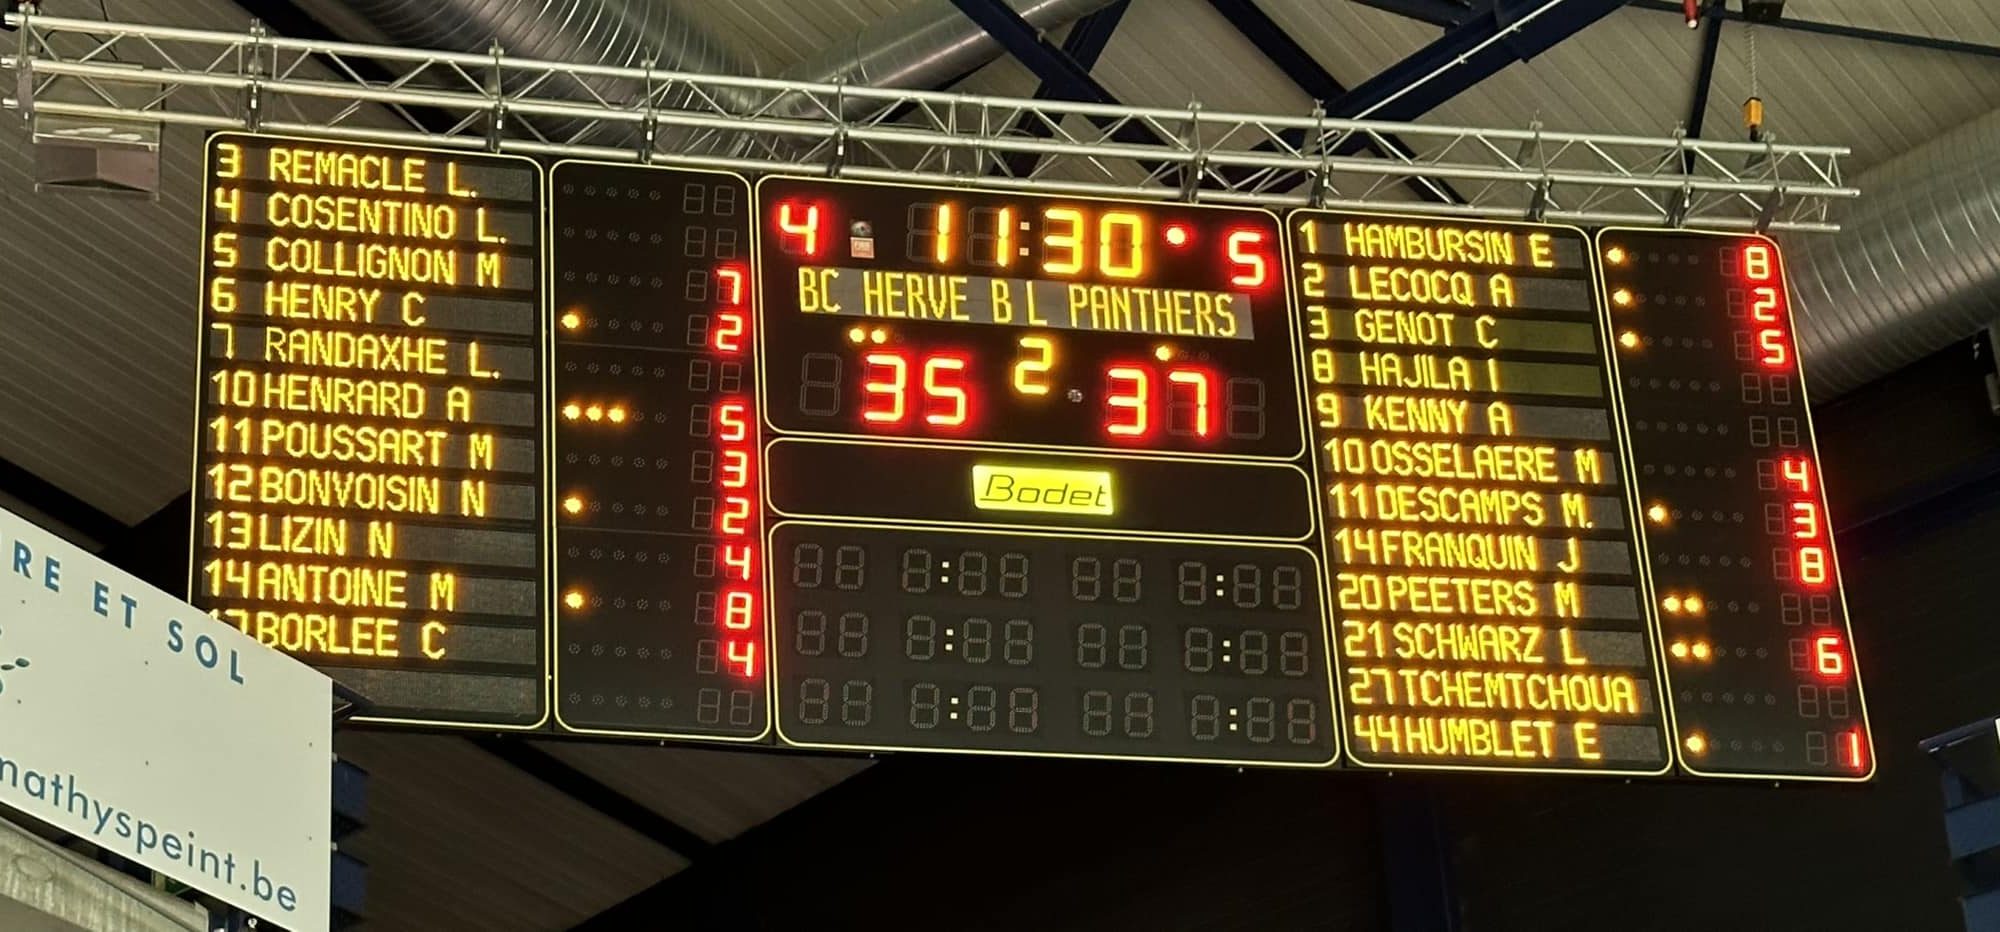 3 REMACLE L.
4 COSENTINO L.
5 COLLIGNON M 7
6 HENRY C 2
7 RANDAXHE L.
10 HENRARD A 5
11 POUSSART M 3
12 BONVOISIN N 2
13 LIZIN N 4
14 ANTOINE M 8
BORLEE C 4
4 11:30 5
BC HERVE B L PANTHERS
35 2 37
Bodet
1 HAMBURSIN E 8
2 LECOCQ A 2
3 GENOT C 5
8 HAJILA I
9 KENNY A
10 OSSELAERE M 4
11 DESCAMPS M. 3
14 FRANQUIN J 8
20 PEETERS M
21 SCHWARZ L 6
27 TCHEMTCHOUA
44 HUMBLET E 1
RE ET SOL
mathyspeint.be